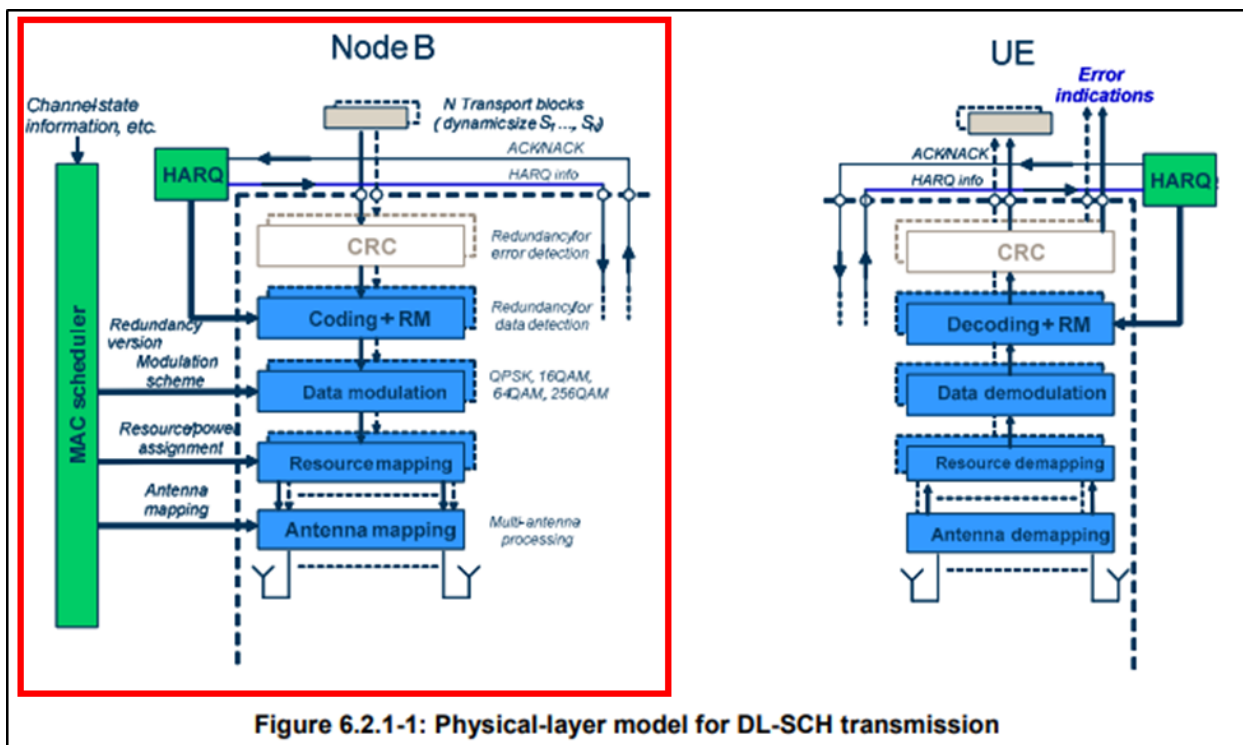 Node B
UE
Channel state
information, etc.
N Transport blocks
(dynamic size S1 ..., SN)
Error
indications
ACK/NACK
HARQ info
HARQ
ACK/NACK
HARQ info
HARQ
CRC
Redundancy for
error detection
CRC
Coding + RM
Redundancy for
data detection
Decoding + RM
MAC scheduler
Redundancy
version
Modulation
scheme
Data modulation
QPSK, 16QAM,
64QAM, 256QAM
Data demodulation
Resource/power
assignment
Resource mapping
Resource demapping
Antenna
mapping
Antenna mapping
Multi-antenna
processing
Antenna demapping
Figure 6.2.1-1: Physical-layer model for DL-SCH transmission